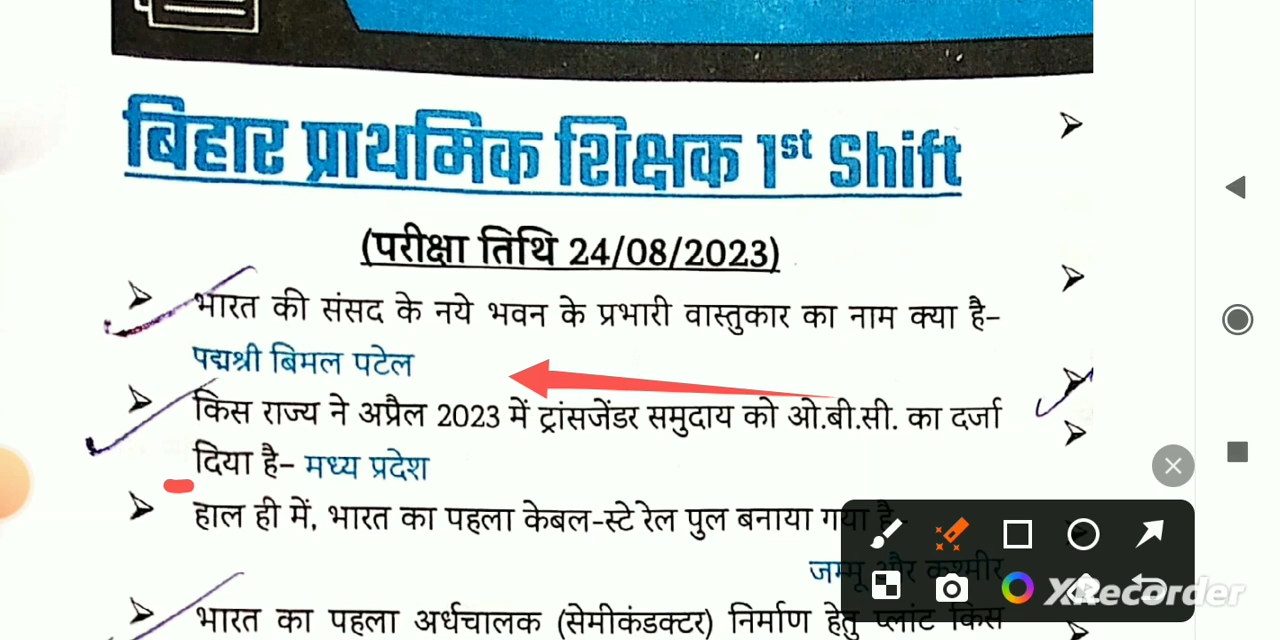 बिहार प्राथमिक शिक्षक 1st Shift
(परीक्षा तिथि 24/08/2023)
भारत की संसद के नये भवन के प्रभारी वास्तुकार का नाम क्या है–
पद्मश्री बिमल पटेल
किस राज्य ने अप्रैल 2023 में ट्रांसजेंडर समुदाय को ओ.बी.सी. का दर्जा
दिया है– मध्य प्रदेश
हाल ही में, भारत का पहला केबल-स्टे रेल पुल बनाया गया है-
जम्मू और कश्मीर
भारत का पहला अर्धचालक (सेमीकंडक्टर) निर्माण हेतु प्लांट किस
XRecorder